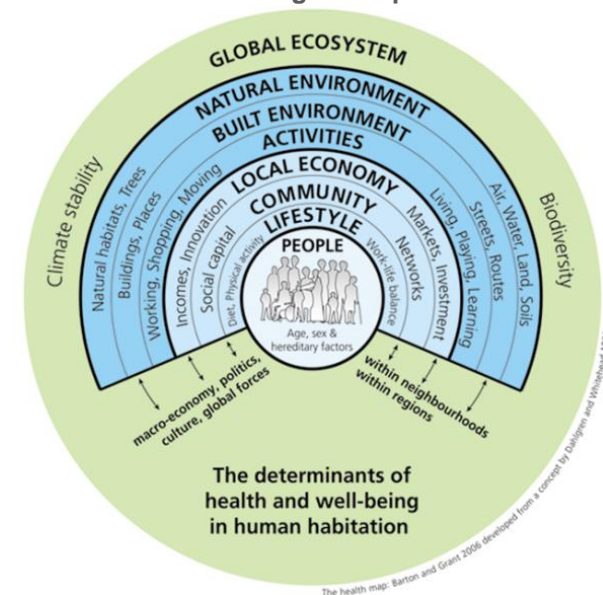 GLOBAL ECOSYSTEM
NATURAL ENVIRONMENT
BUILT ENVIRONMENT
ACTIVITIES
LOCAL ECONOMY
COMMUNITY
LIFESTYLE
PEOPLE
Climate stability
Natural habitats, Trees
Buildings, Places
Working, Shopping, Moving
Incomes, Innovation
Social capital
Diet, Physical activity
Work-life balance
Networks
Markets, Investment
Living, Playing, Learning
Streets, Routes
Air, Water, Land, Soils
Biodiversity
Age, sex &
hereditary factors
macro-economy, politics,
culture, global forces
within neighbourhoods
within regions
The determinants of
health and well-being
in human habitation
The health map: Barton and Grant 2006 developed from a concept by Dahlgren and Whitehead